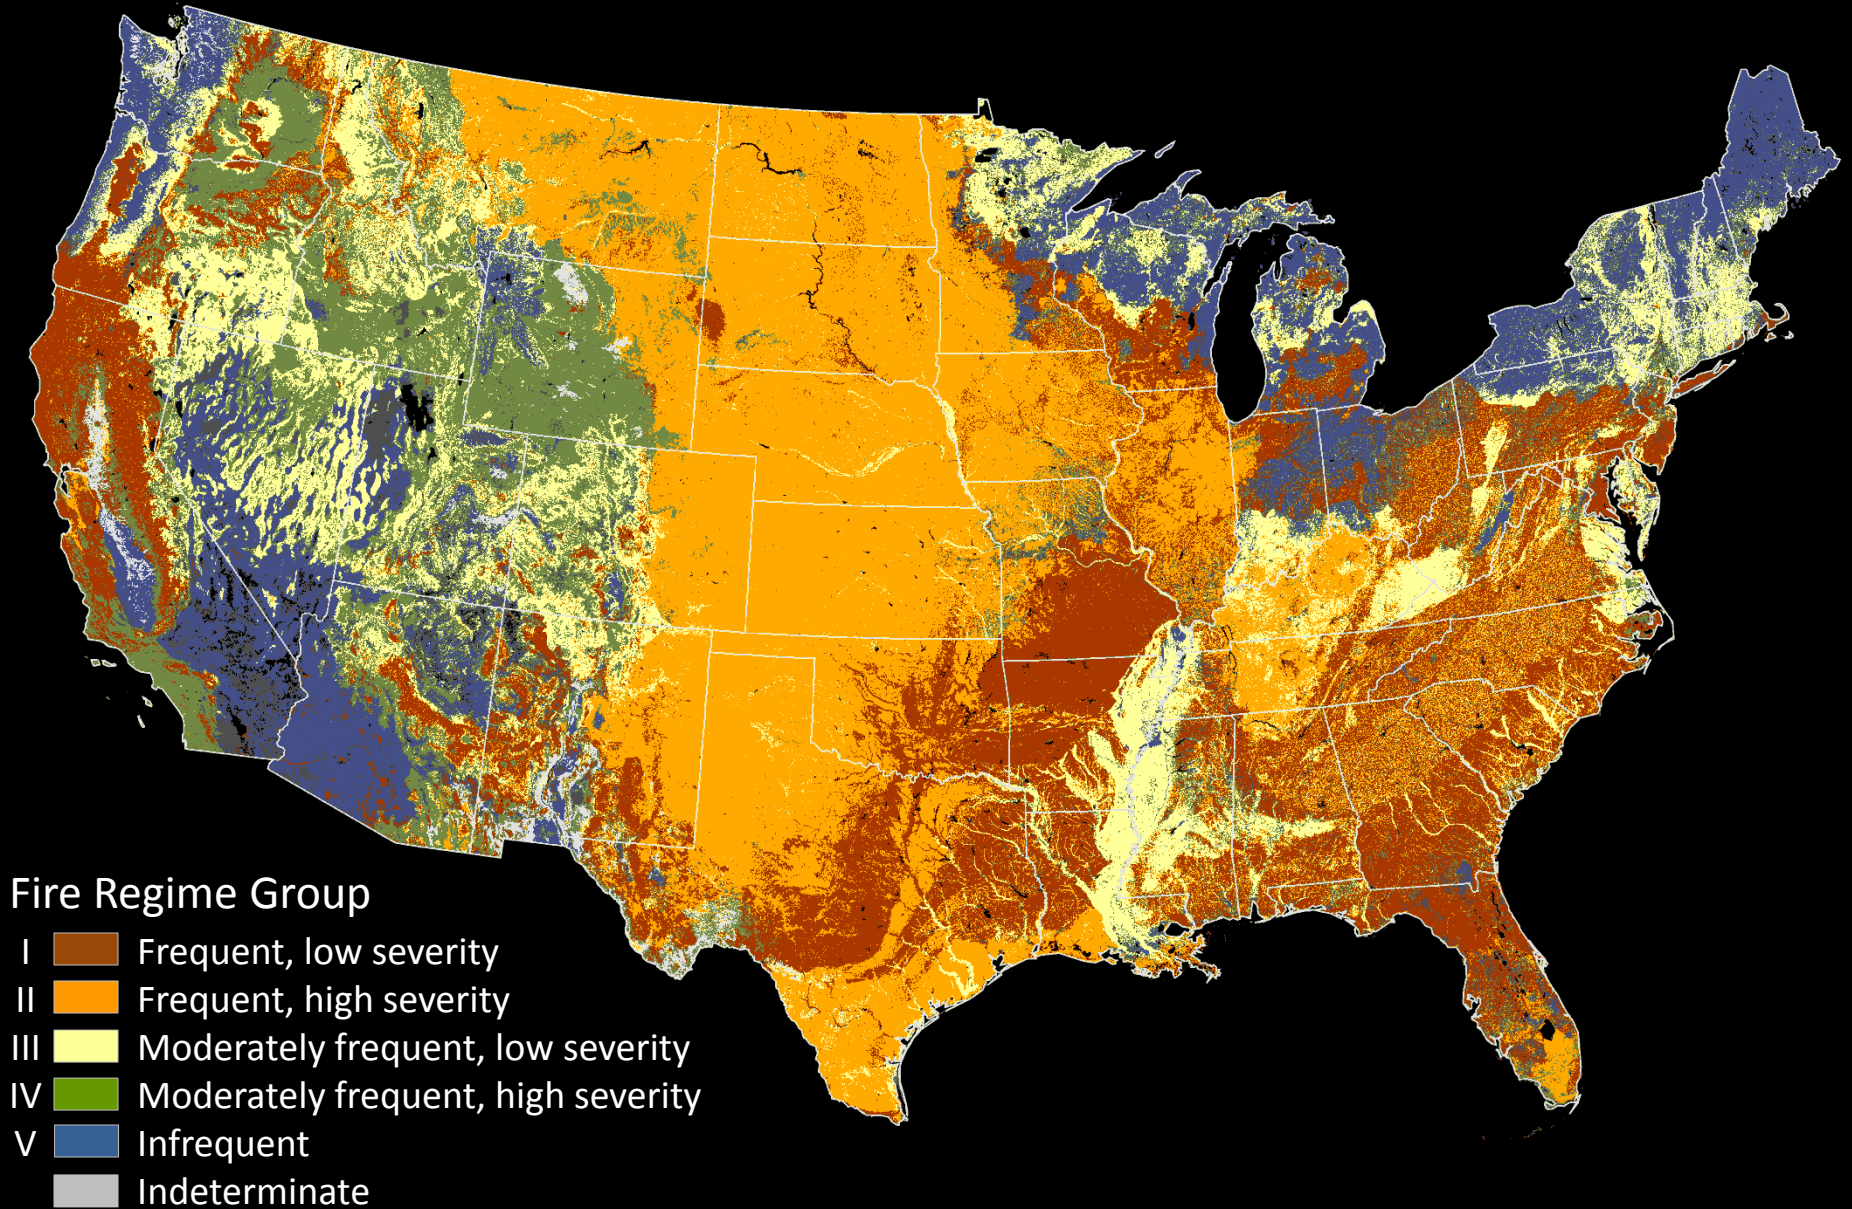 Fire Regime Group
I Frequent, low severity
II Frequent, high severity
III Moderately frequent, low severity
IV Moderately frequent, high severity
V Infrequent
Indeterminate